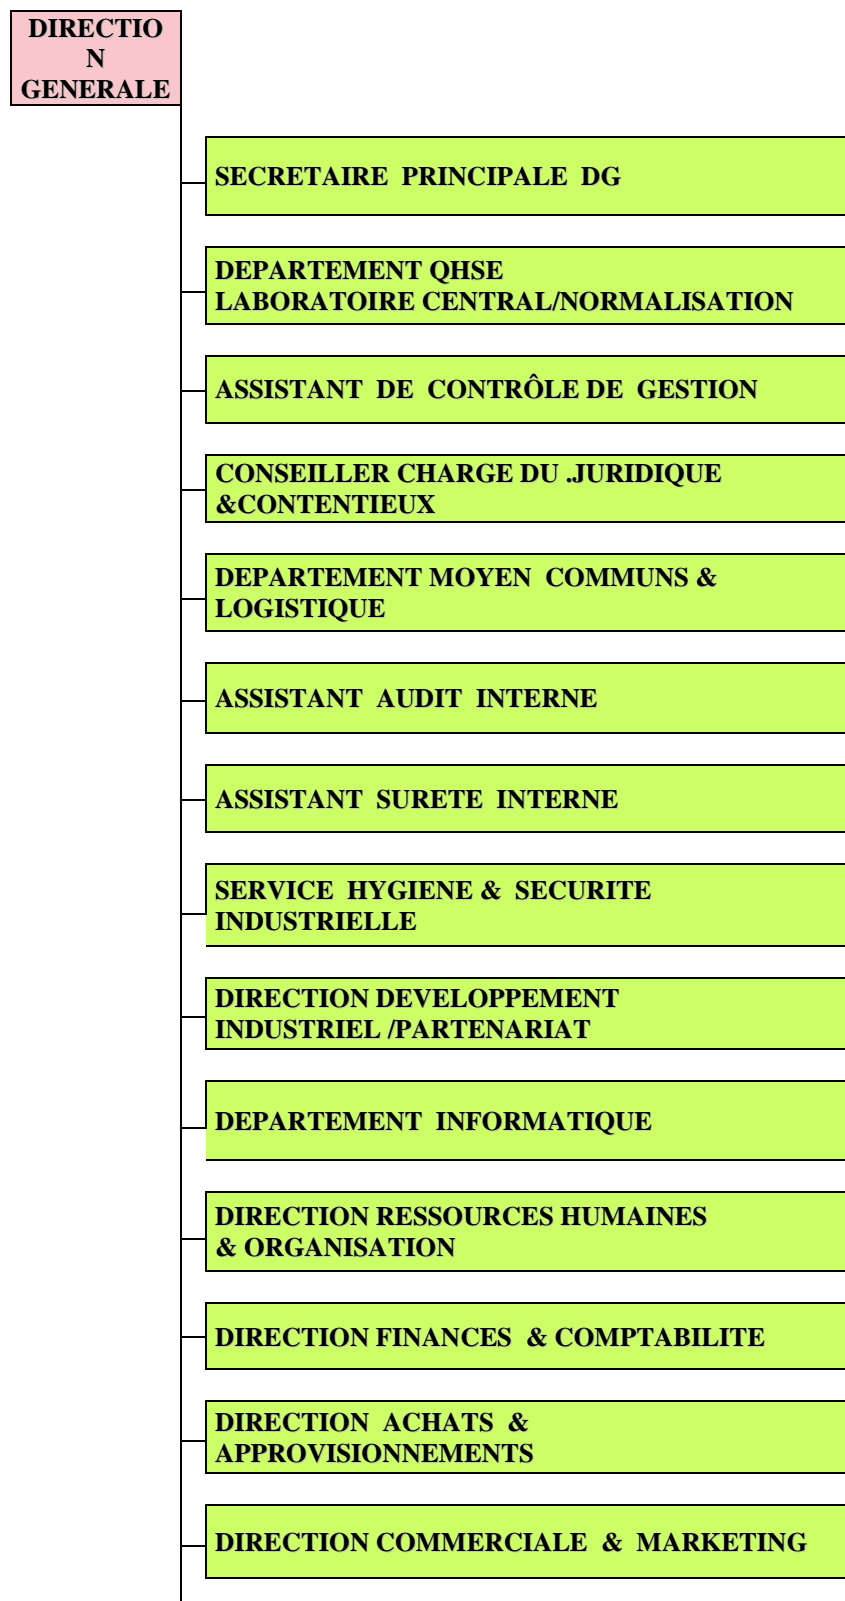 DIRECTIO
N
GENERALE
SECRETAIRE PRINCIPALE DG
DEPARTEMENT QHSE
LABORATOIRE CENTRAL/NORMALISATION
ASSISTANT DE CONTRÔLE DE GESTION
CONSEILLER CHARGE DU .JURIDIQUE
&CONTENTIEUX
DEPARTEMENT MOYEN COMMUNS &
LOGISTIQUE
ASSISTANT AUDIT INTERNE
ASSISTANT SURETE INTERNE
SERVICE HYGIENE & SECURITE
INDUSTRIELLE
DIRECTION DEVELOPPEMENT
INDUSTRIEL /PARTENARIAT
DEPARTEMENT INFORMATIQUE
DIRECTION RESSOURCES HUMAINES
& ORGANISATION
DIRECTION FINANCES & COMPTABILITE
DIRECTION ACHATS &
APPROVISIONNEMENTS
DIRECTION COMMERCIALE & MARKETING